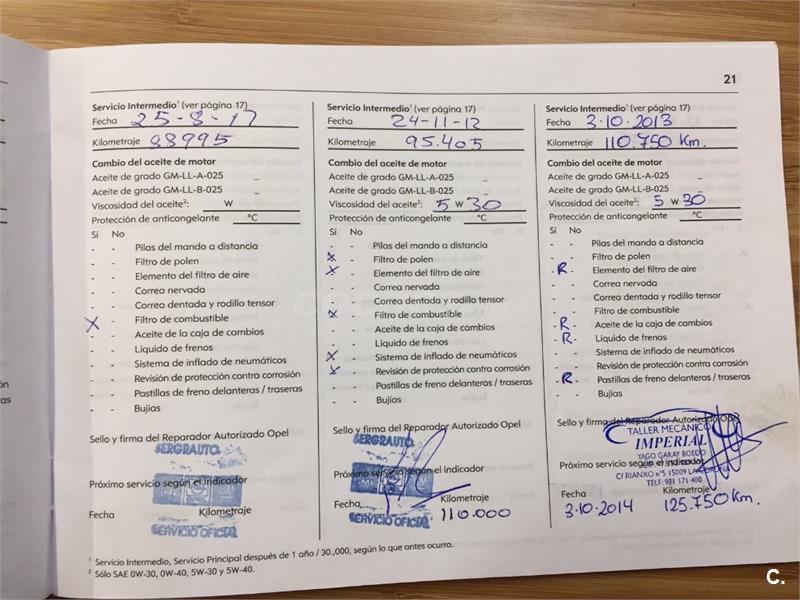 21
Servicio Intermedio¹ (ver página 17)
Fecha 25-8-17
Kilometraje 88995
Cambio del aceite de motor
Aceite de grado GM-LL-A-025 _
Aceite de grado GM-LL-B-025 _
Viscosidad del aceite²: W
Protección de anticongelante °C
Sí No
- - Pilas del mando a distancia
- - Filtro de polen
- - Elemento del filtro de aire
- - Correa nervada
- - Correa dentada y rodillo tensor
X - Filtro de combustible
- - Aceite de la caja de cambios
- - Líquido de frenos
- - Sistema de inflado de neumáticos
- - Revisión de protección contra corrosión
- - Pastillas de freno delanteras / traseras
- - Bujías
Sello y firma del Reparador Autorizado Opel
SERGRAUTO
Próximo servicio según el indicador
Fecha Kilometraje
SERVICIO OFICIAL
Servicio Intermedio¹ (ver página 17)
Fecha 24-11-12
Kilometraje 95.405
Cambio del aceite de motor
Aceite de grado GM-LL-A-025 _
Aceite de grado GM-LL-B-025 _
Viscosidad del aceite²: 5 W 30
Protección de anticongelante °C
Sí No
- - Pilas del mando a distancia
X - Filtro de polen
X - Elemento del filtro de aire
- - Correa nervada
- - Correa dentada y rodillo tensor
X - Filtro de combustible
- - Aceite de la caja de cambios
- - Líquido de frenos
X - Sistema de inflado de neumáticos
X - Revisión de protección contra corrosión
- - Pastillas de freno delanteras / traseras
- - Bujías
Sello y firma del Reparador Autorizado Opel
SERGRAUTO
Próximo servicio según el indicador
Fecha Kilometraje
110.000
SERVICIO OFICIAL
Servicio Intermedio¹ (ver página 17)
Fecha 3.10.2013
Kilometraje 110.750 Km.
Cambio del aceite de motor
Aceite de grado GM-LL-A-025 _
Aceite de grado GM-LL-B-025 _
Viscosidad del aceite²: 5 W 30
Protección de anticongelante °C
Sí No
- - Pilas del mando a distancia
- - Filtro de polen
-R- Elemento del filtro de aire
- - Correa nervada
- - Correa dentada y rodillo tensor
- - Filtro de combustible
-R- Aceite de la caja de cambios
-R- Líquido de frenos
- - Sistema de inflado de neumáticos
- - Revisión de protección contra corrosión
-R- Pastillas de freno delanteras / traseras
- - Bujías
Sello y firma del Reparador Autorizado Opel
TALLER MECÁNICO
IMPERIAL
YAGO GARAY BOEDO
Próximo servicio según el indicador
C/ RIANXO nº5 15009 LA CORUÑA
TELF: 981 171 400
Fecha Kilometraje
3.10.2014 125.750 Km.
¹ Servicio Intermedio, Servicio Principal después de 1 año / 30.,000, según lo que antes ocurra.
² Sólo SAE 0W-30, 0W-40, 5W-30 y 5W-40.
C.